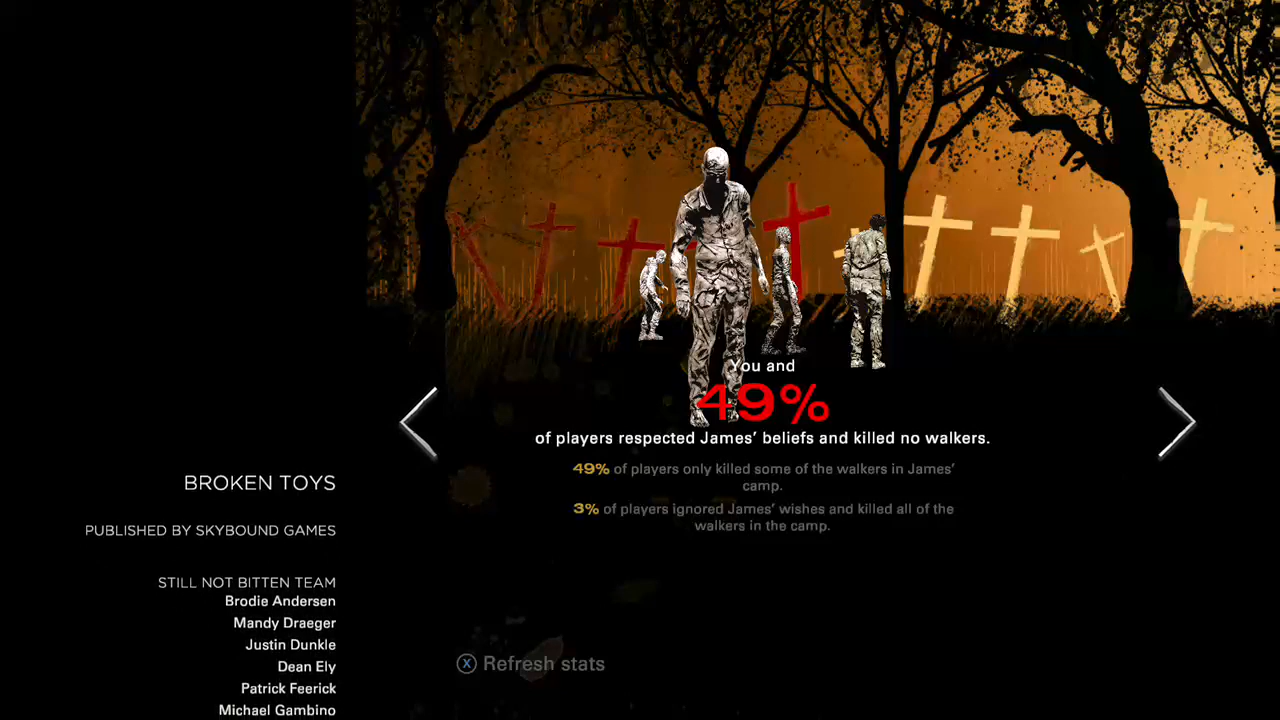 You and
49%
of players respected James' beliefs and killed no walkers.
49% of players only killed some of the walkers in James'
camp.
3% of players ignored James' wishes and killed all of the
walkers in the camp.
BROKEN TOYS
PUBLISHED BY SKYBOUND GAMES
STILL NOT BITTEN TEAM
Brodie Andersen
Mandy Draeger
Justin Dunkle
Dean Ely
Patrick Feerick
Michael Gambino
X Refresh stats